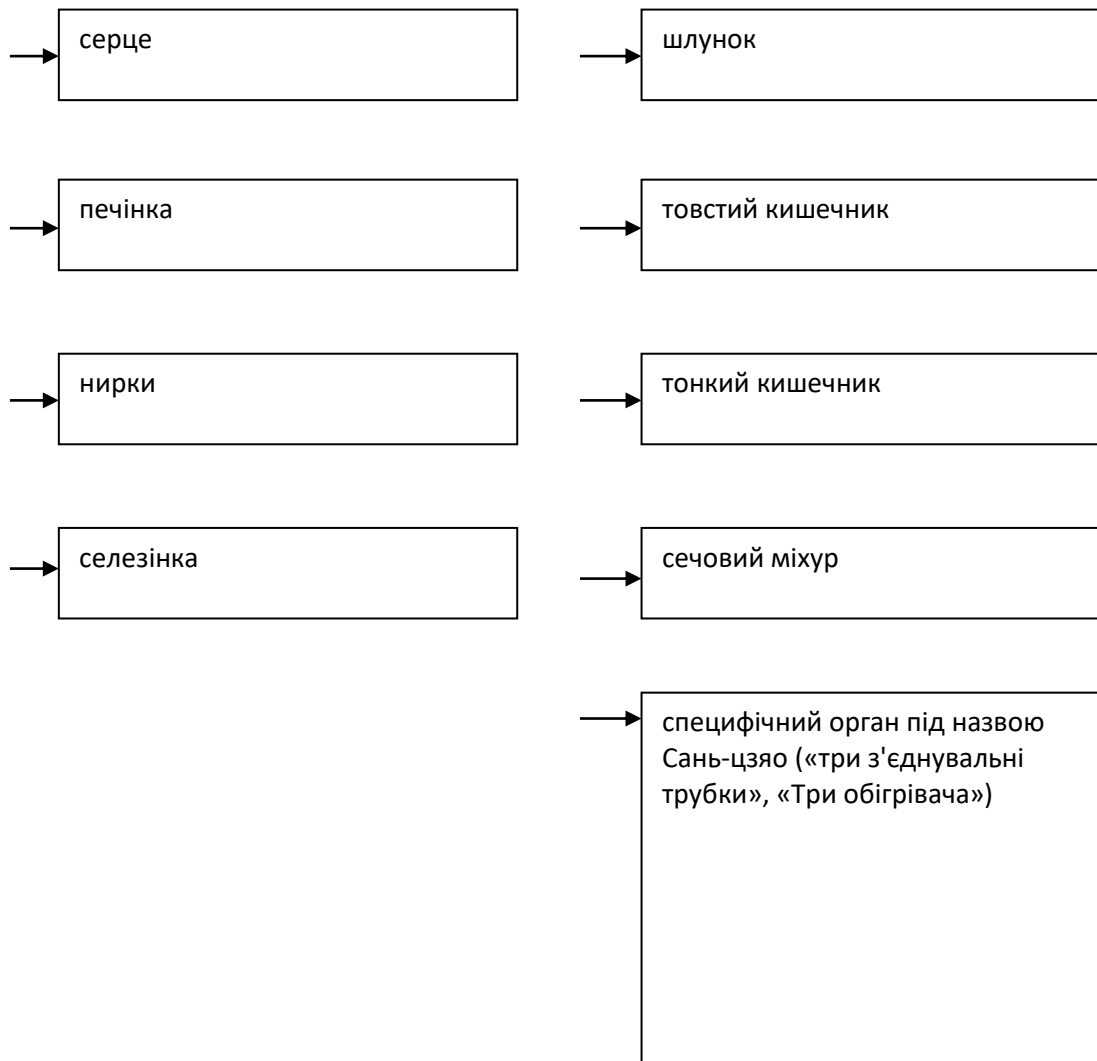 серце
шлунок
печінка
товстий кишечник
нирки
тонкий кишечник
селезінка
сечовий міхур
специфічний орган під назвою
Сань-цзяо («три з'єднувальні
трубки», «Три обігрівача»)